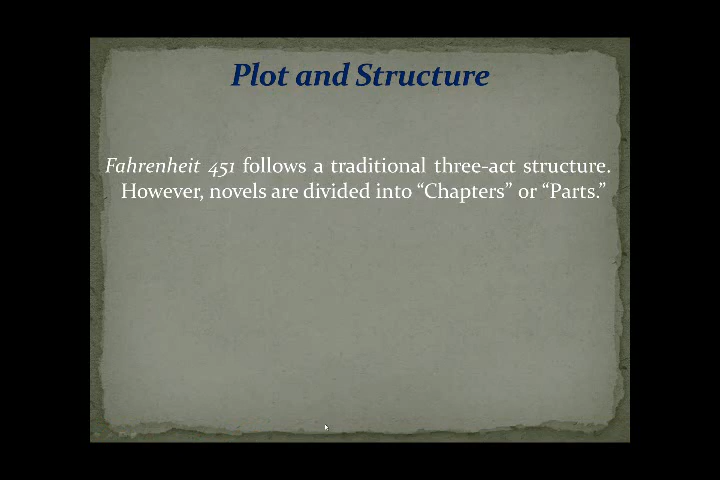 Plot and Structure
Fahrenheit 451 follows a traditional three-act structure.
However, novels are divided into “Chapters” or “Parts.”